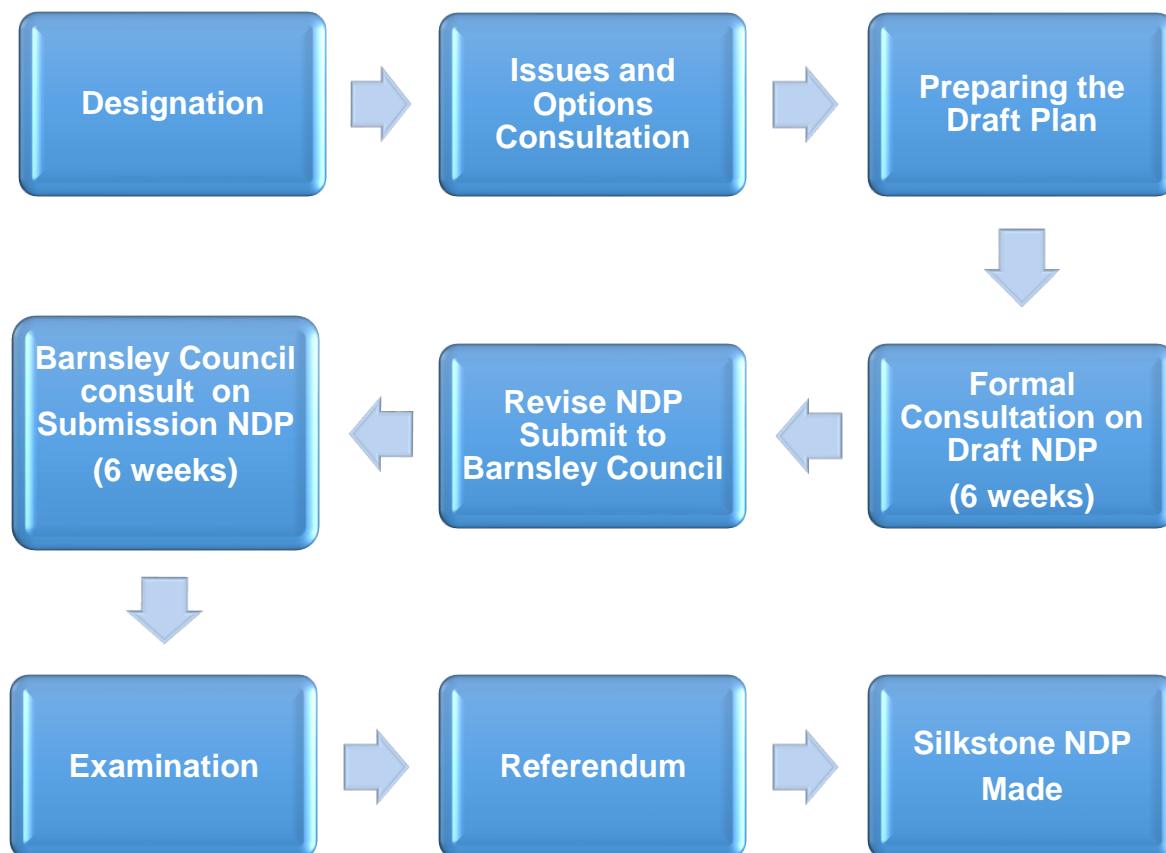 Designation
Issues and
Options
Consultation
Preparing the
Draft Plan
Formal
Consultation on
Draft NDP
(6 weeks)
Revise NDP
Submit to
Barnsley Council
Barnsley Council
consult on
Submission NDP
(6 weeks)
Examination
Referendum
Silkstone NDP
Made